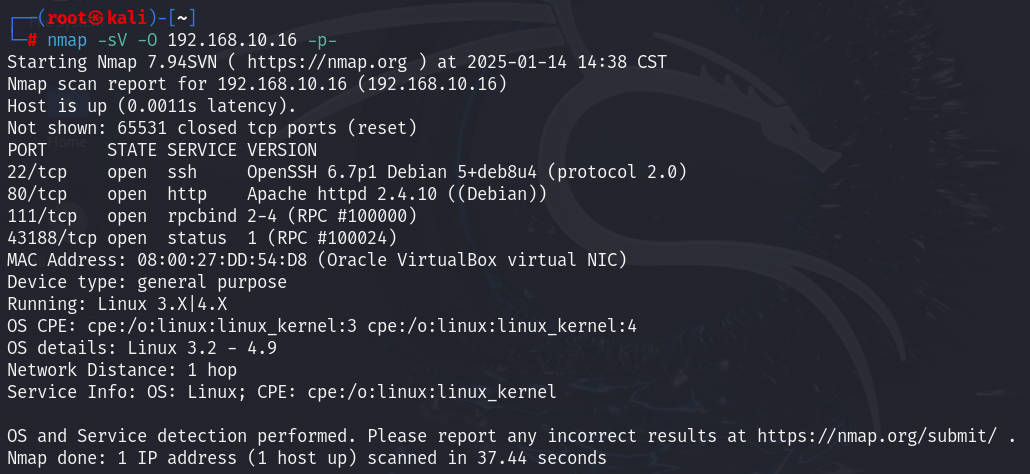 ┌──(root㉿kali)-[~]
└─# nmap -sV -O 192.168.10.16 -p-
Starting Nmap 7.94SVN ( https://nmap.org ) at 2025-01-14 14:38 CST
Nmap scan report for 192.168.10.16 (192.168.10.16)
Host is up (0.0011s latency).
Not shown: 65531 closed tcp ports (reset)
PORT      STATE SERVICE VERSION
22/tcp    open  ssh     OpenSSH 6.7p1 Debian 5+deb8u4 (protocol 2.0)
80/tcp    open  http    Apache httpd 2.4.10 ((Debian))
111/tcp   open  rpcbind 2-4 (RPC #100000)
43188/tcp open  status  1 (RPC #100024)
MAC Address: 08:00:27:DD:54:D8 (Oracle VirtualBox virtual NIC)
Device type: general purpose
Running: Linux 3.X|4.X
OS CPE: cpe:/o:linux:linux_kernel:3 cpe:/o:linux:linux_kernel:4
OS details: Linux 3.2 - 4.9
Network Distance: 1 hop
Service Info: OS: Linux; CPE: cpe:/o:linux:linux_kernel

OS and Service detection performed. Please report any incorrect results at https://nmap.org/submit/ .
Nmap done: 1 IP address (1 host up) scanned in 37.44 seconds